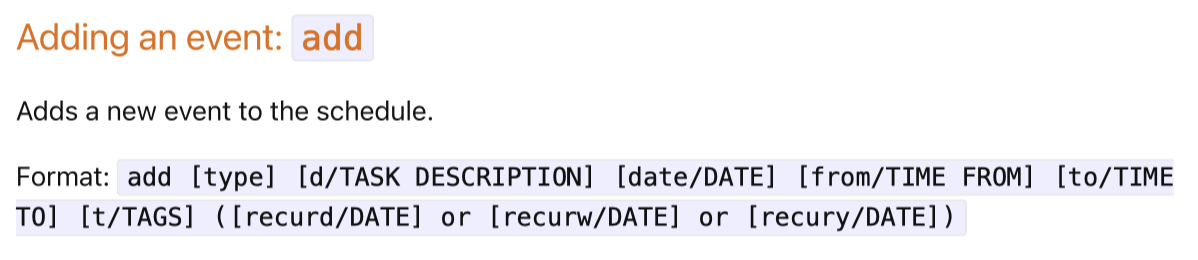 Adding an event: add
Adds a new event to the schedule.
Format: add [type] [d/TASK DESCRIPTION] [date/DATE] [from/TIME FROM] [to/TIME
TO] [t/TAGS] ([recurd/DATE] or [recurw/DATE] or [recury/DATE])